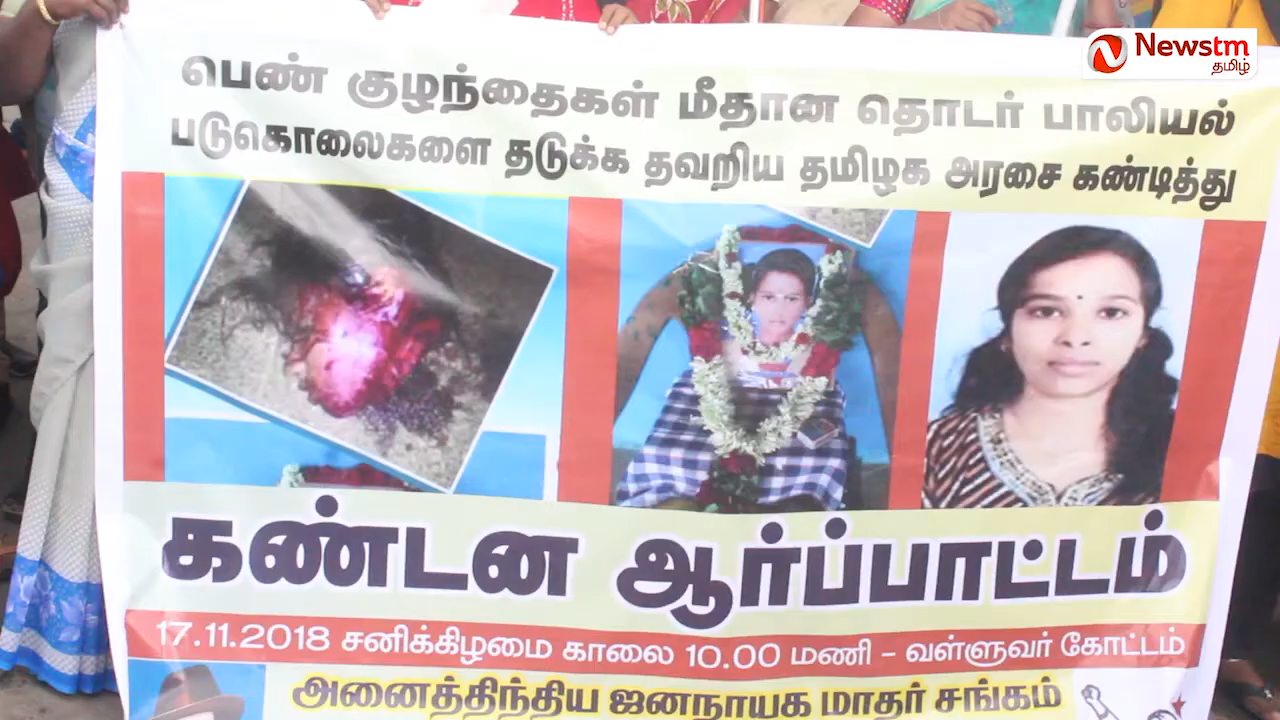 Newstm
தமிழ்
பெண் குழந்தைகள் மீதான தொடர் பாலியல்
படுகொலைகளை தடுக்க தவறிய தமிழக அரசை கண்டித்து
கண்டன ஆர்ப்பாட்டம்
17.11.2018 சனிக்கிழமை காலை 10.00 மணி - வள்ளுவர் கோட்டம்
அனைத்திந்திய ஜனநாயக மாதர் சங்கம்